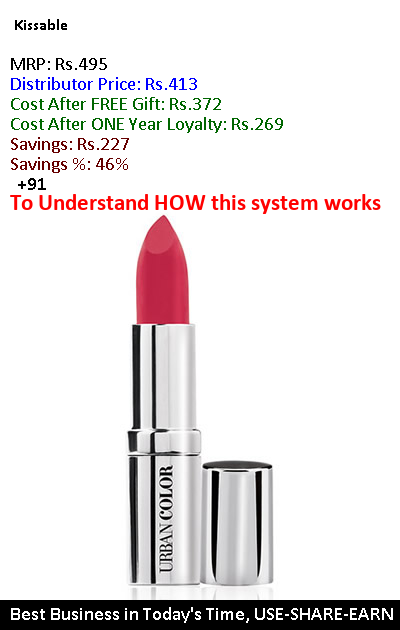 Kissable
MRP: Rs.495
Distributor Price: Rs.413
Cost After FREE Gift: Rs.372
Cost After ONE Year Loyalty: Rs.269
Savings: Rs.227
Savings %: 46%
+91
To Understand HOW this system works
URBAN COLOR
Best Business in Today's Time, USE-SHARE-EARN